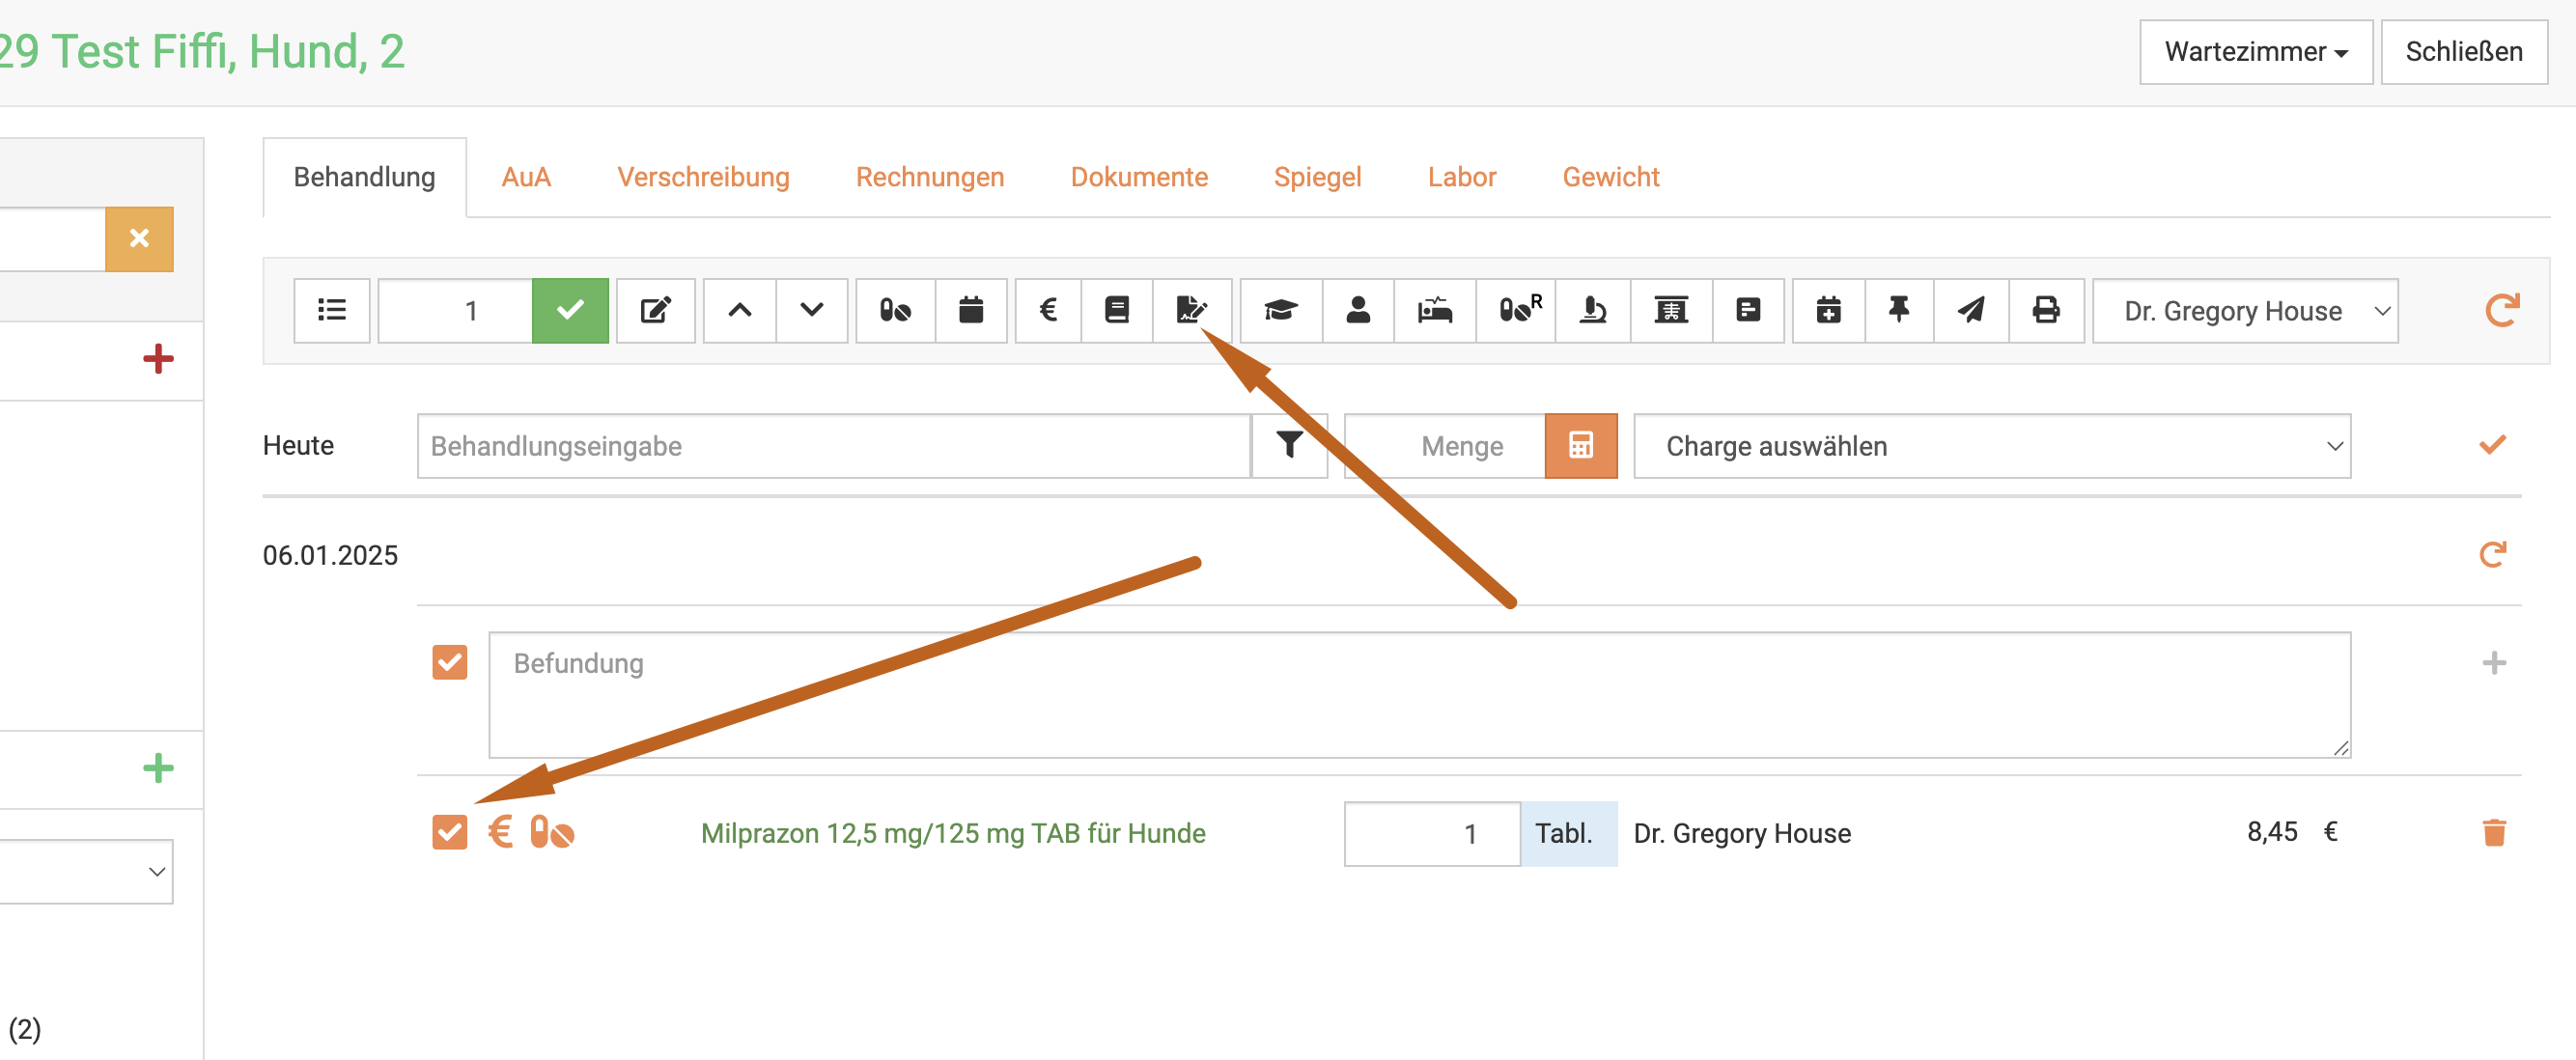 29 Test Fiffi, Hund, 2
Wartezimmer
Schließen
Behandlung
AuA
Verschreibung
Rechnungen
Dokumente
Spiegel
Labor
Gewicht
1
€
R
Dr. Gregory House
Heute
Behandlungseingabe
Menge
Charge auswählen
06.01.2025
Befundung
€
Milprazon 12,5 mg/125 mg TAB für Hunde
1
Tabl.
Dr. Gregory House
8,45 €
(2)